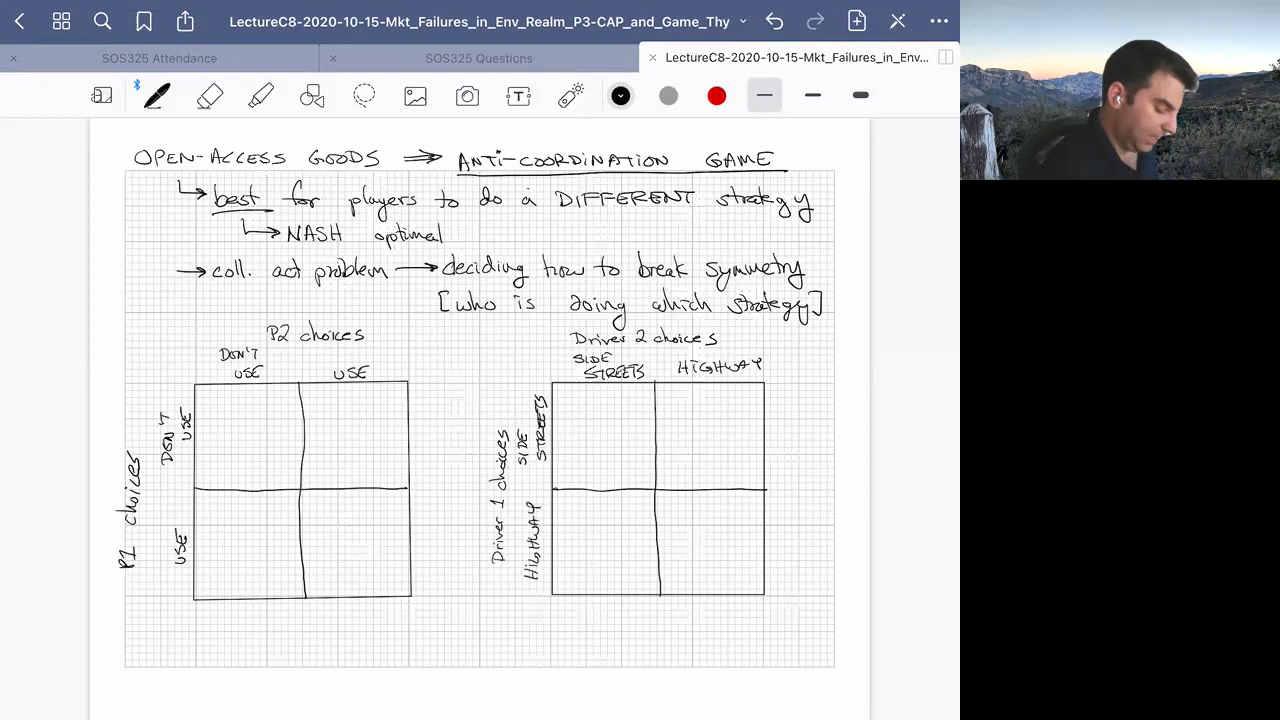 LectureC8-2020-10-15-Mkt_Failures_in_Env_Realm_P3-CAP_and_Game_Thy
SOS325 Attendance
SOS325 Questions
LectureC8-2020-10-15-Mkt_Failures_in_Env...
OPEN-ACCESS GOODS ⇒ ANTI-COORDINATION GAME
↳ best for players to do a DIFFERENT strategy
↳ NASH optimal
→ coll. act problem → deciding how to break symmetry
[who is doing which strategy]
P2 choices
DON'T USE
USE
P1 choices
DON'T USE
USE
Driver 2 choices
SIDE STREETS
HIGHWAY
Driver 1 choices
SIDE STREETS
HIGHWAY